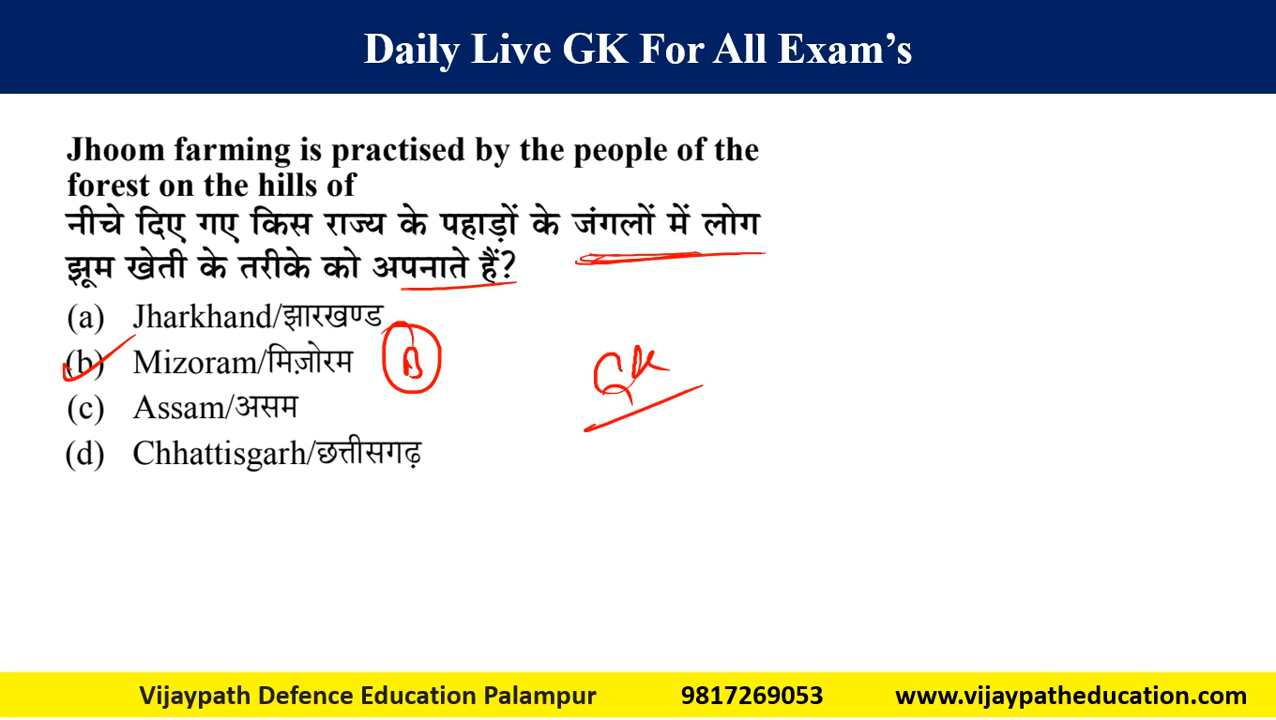 Daily Live GK For All Exam’s
Jhoom farming is practised by the people of the
forest on the hills of
नीचे दिए गए किस राज्य के पहाड़ों के जंगलों में लोग
झूम खेती के तरीके को अपनाते हैं?
(a) Jharkhand/झारखण्ड
(b) Mizoram/मिज़ोरम B
GK
(c) Assam/असम
(d) Chhattisgarh/छत्तीसगढ़
Vijaypath Defence Education Palampur 9817269053 www.vijaypatheducation.com